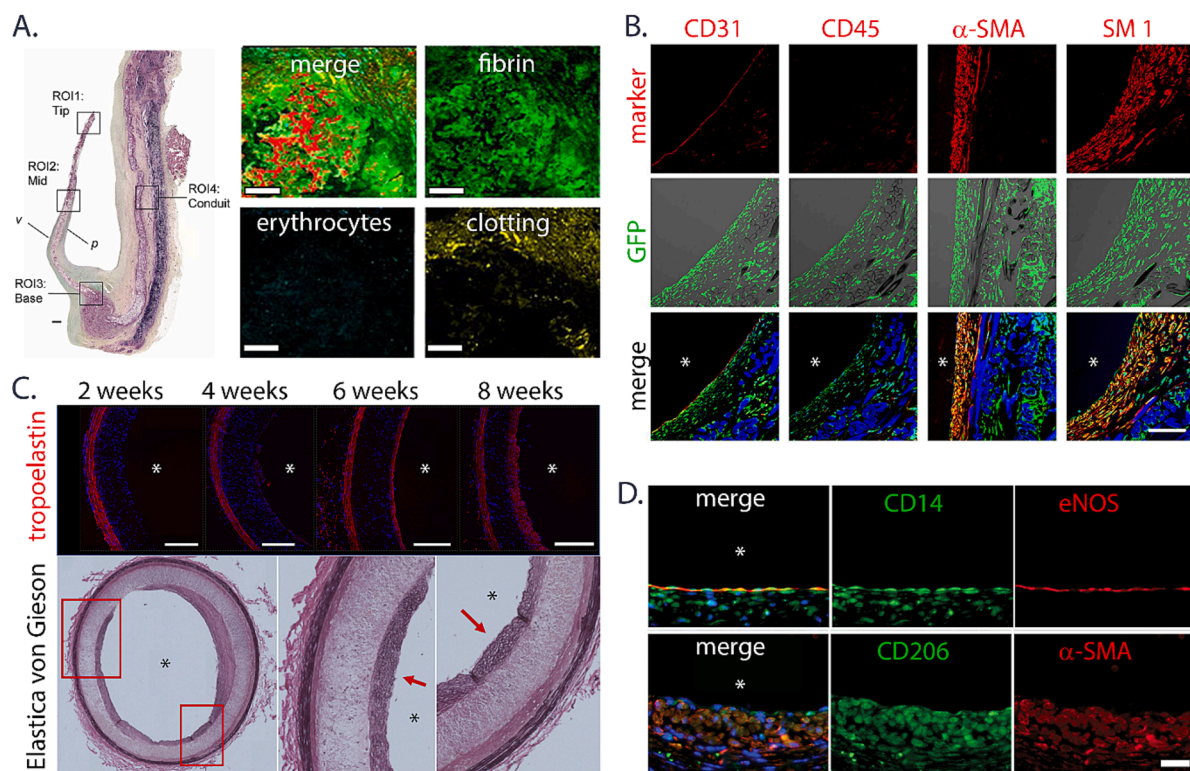 A.
ROI1:
Tip
ROI2:
Mid
ROI4:
Conduit
v
p
ROI3:
Base
merge
fibrin
erythrocytes
clotting
B.
CD31
CD45
α-SMA
SM 1
marker
GFP
merge
*
*
*
*
C.
2 weeks
4 weeks
6 weeks
8 weeks
tropoelastin
*
*
*
*
Elastica von Gieson
*
*
*
D.
merge
CD14
eNOS
*
merge
CD206
α-SMA
*